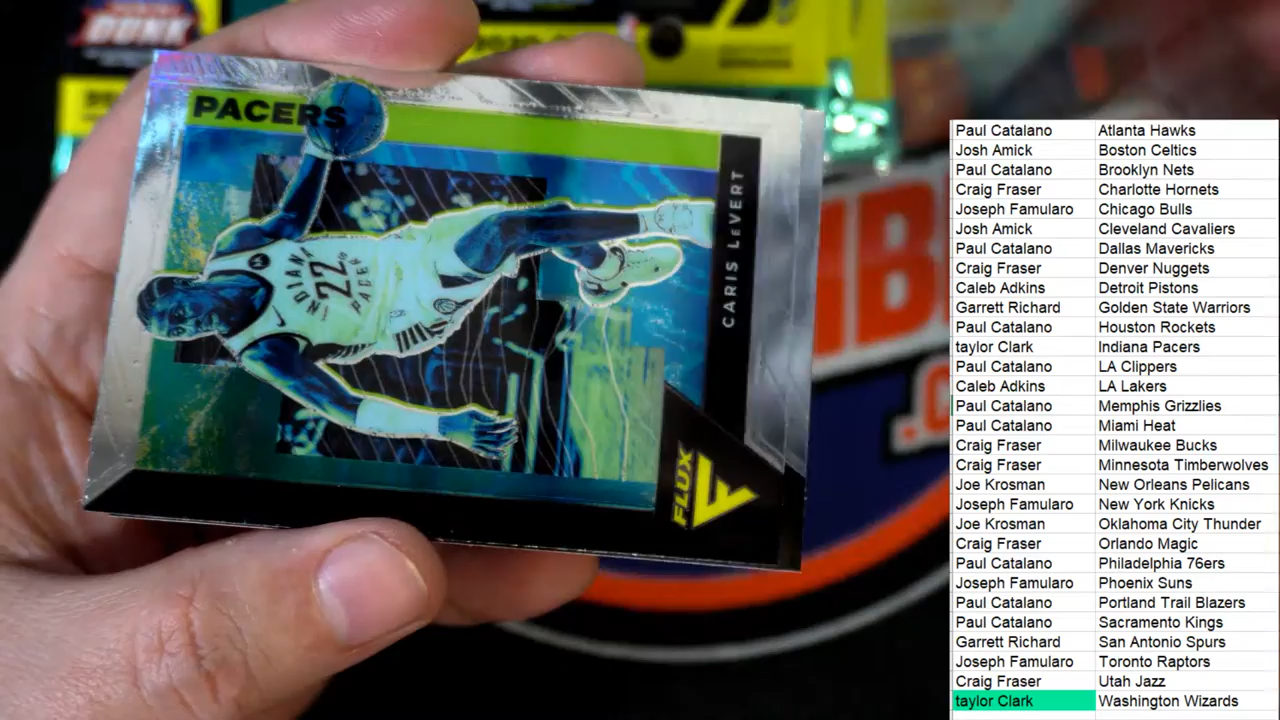 DUNK
PACERS
CARIS LeVERT
INDIANA
22
PACERS
FLUX
Paul Catalano Atlanta Hawks
Josh Amick Boston Celtics
Paul Catalano Brooklyn Nets
Craig Fraser Charlotte Hornets
Joseph Famularo Chicago Bulls
Josh Amick Cleveland Cavaliers
Paul Catalano Dallas Mavericks
Craig Fraser Denver Nuggets
Caleb Adkins Detroit Pistons
Garrett Richard Golden State Warriors
Paul Catalano Houston Rockets
taylor Clark Indiana Pacers
Paul Catalano LA Clippers
Caleb Adkins LA Lakers
Paul Catalano Memphis Grizzlies
Paul Catalano Miami Heat
Craig Fraser Milwaukee Bucks
Craig Fraser Minnesota Timberwolves
Joe Krosman New Orleans Pelicans
Joseph Famularo New York Knicks
Joe Krosman Oklahoma City Thunder
Craig Fraser Orlando Magic
Paul Catalano Philadelphia 76ers
Joseph Famularo Phoenix Suns
Paul Catalano Portland Trail Blazers
Paul Catalano Sacramento Kings
Garrett Richard San Antonio Spurs
Joseph Famularo Toronto Raptors
Craig Fraser Utah Jazz
taylor Clark Washington Wizards